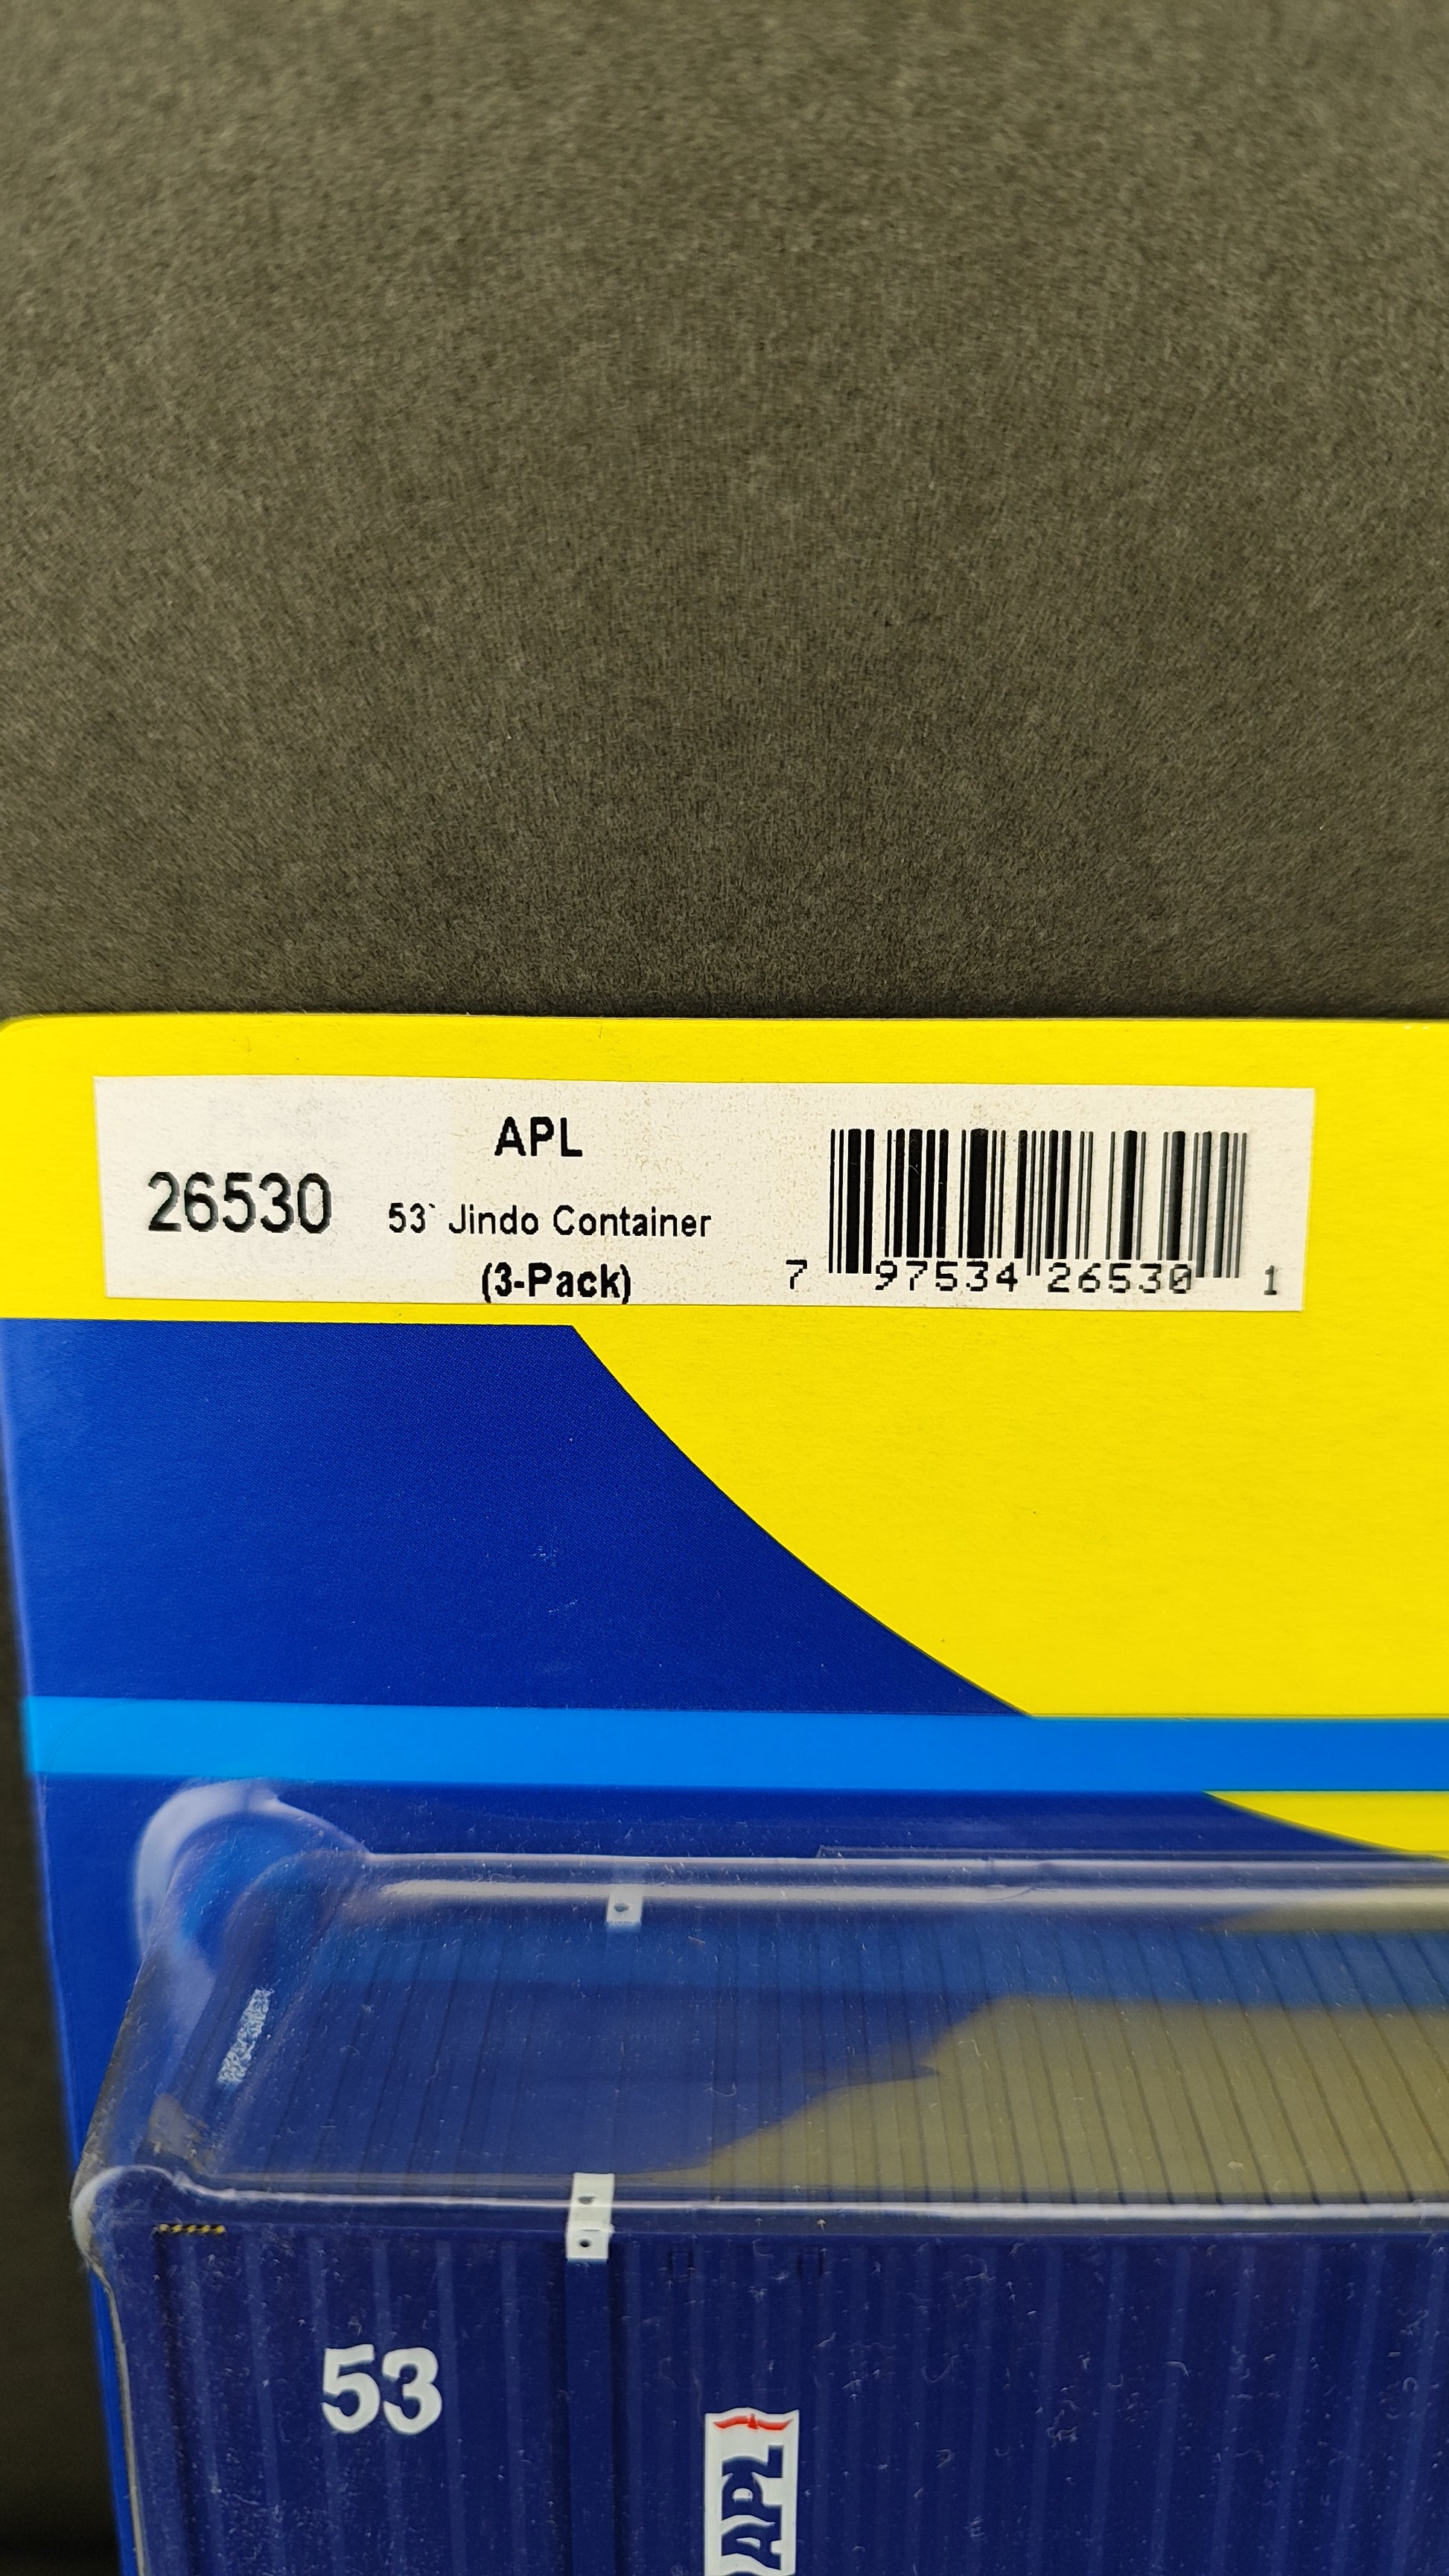 APL
26530
53` Jindo Container
(3-Pack)
7 97534 26530 1
53
APL